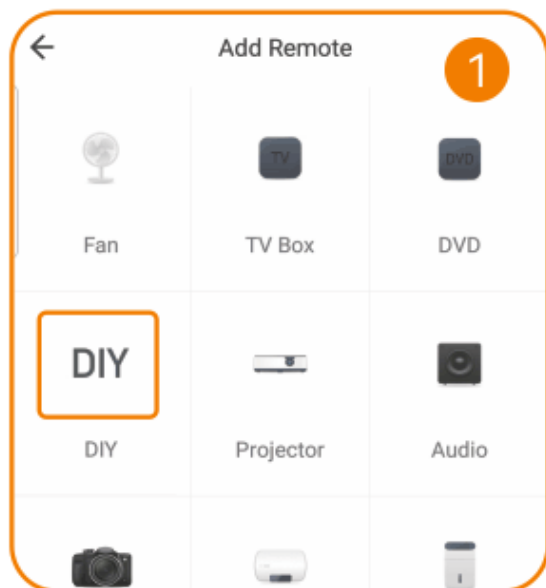 Add Remote
1
TV
DVD
Fan
TV Box
DVD
DIY
DIY
Projector
Audio